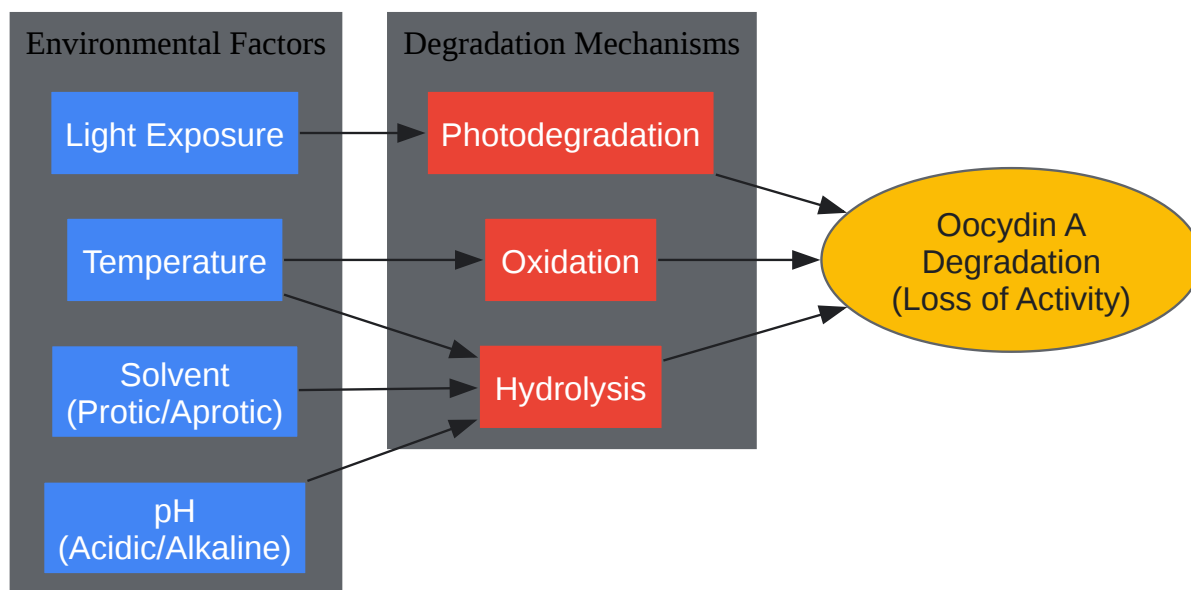 Environmental Factors
Light Exposure
Temperature
Solvent
(Protic/Aprotic)
pH
(Acidic/Alkaline)
Degradation Mechanisms
Photodegradation
Oxidation
Hydrolysis
Oocydin A
Degradation
(Loss of Activity)